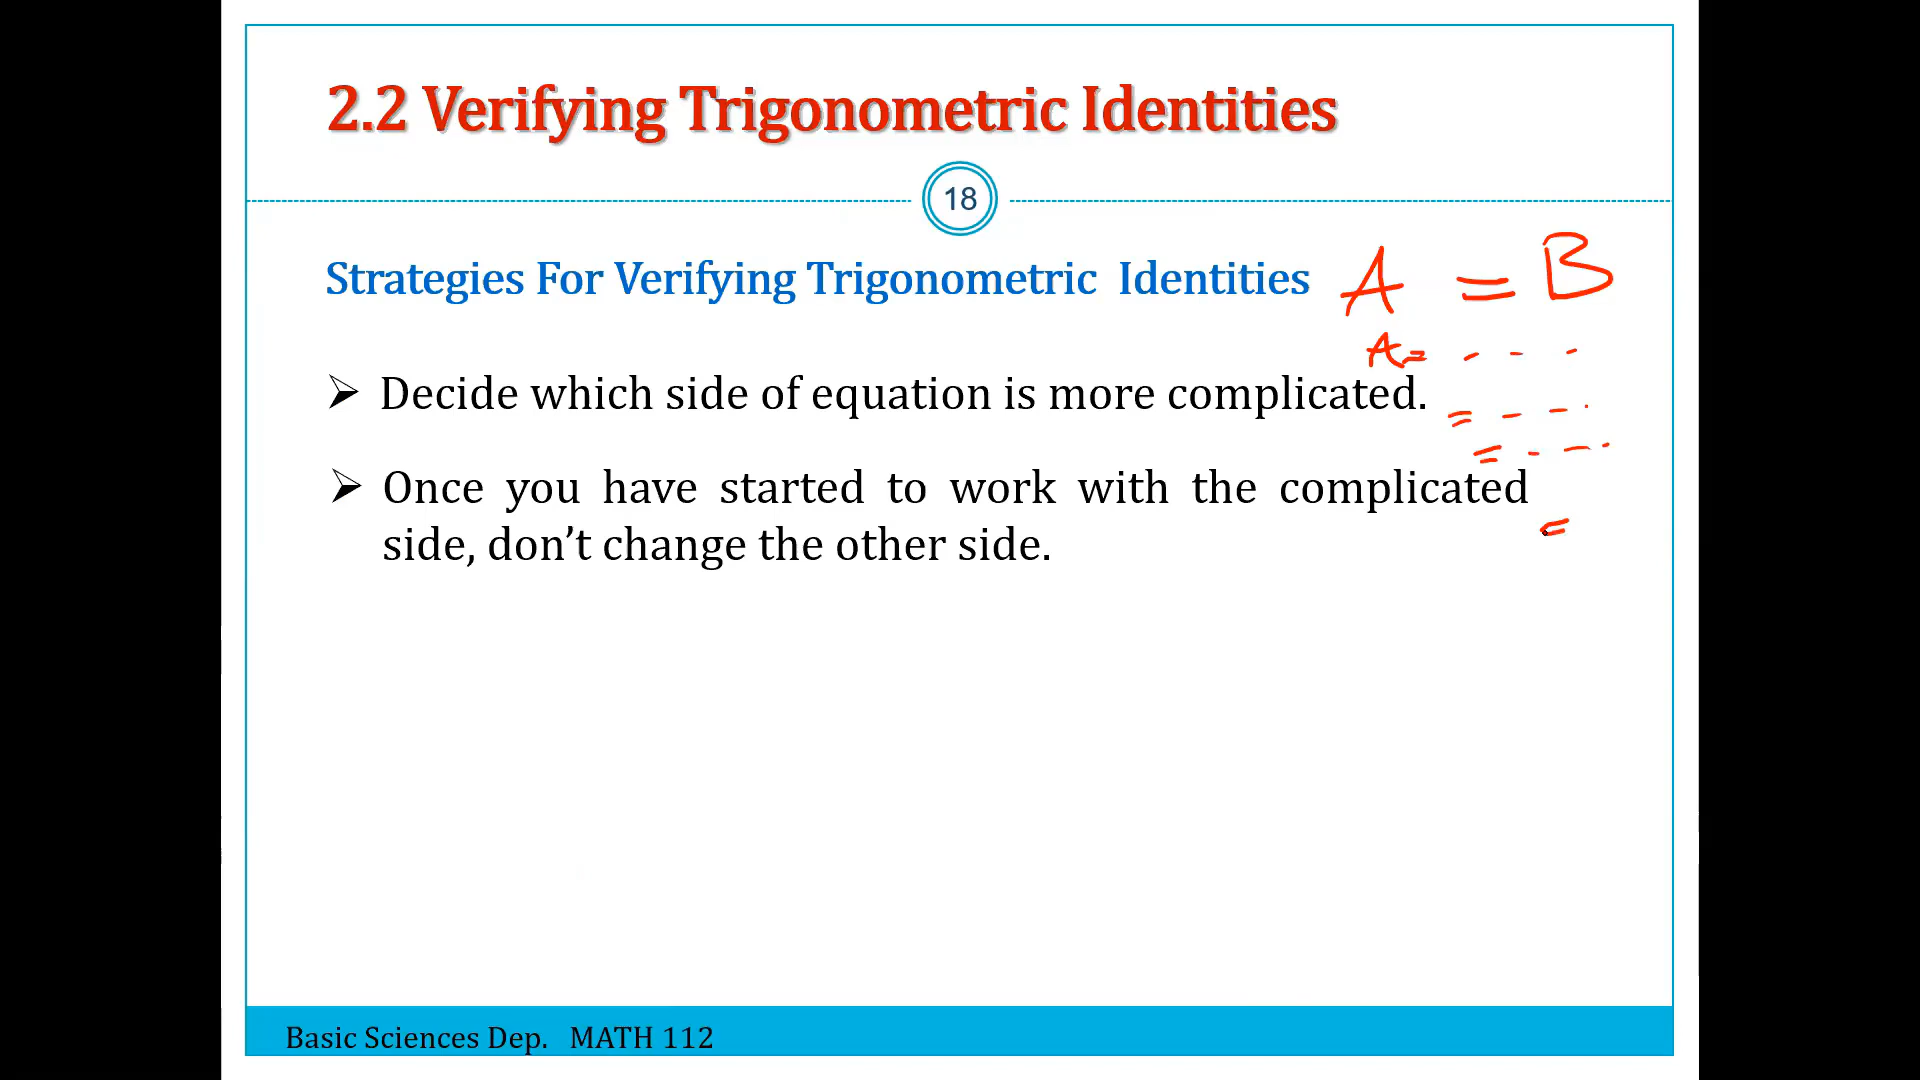 2.2 Verifying Trigonometric Identities
18
Strategies For Verifying Trigonometric Identities
A = B
A = - - -
➢ Decide which side of equation is more complicated.
= - - -
= - - -
➢ Once you have started to work with the complicated
side, don’t change the other side.
=
Basic Sciences Dep. MATH 112